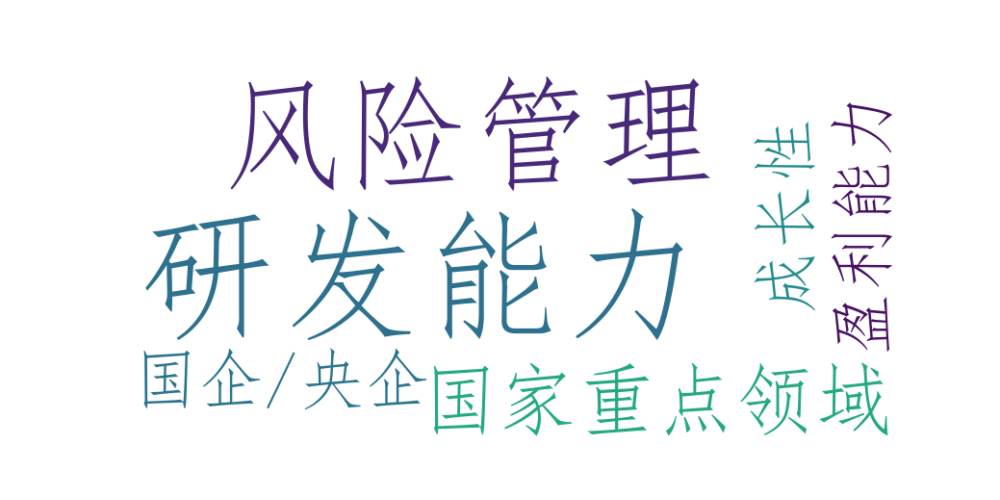 风险管理
研发能力
国企/央企
国家重点领域
成长性
盈利能力